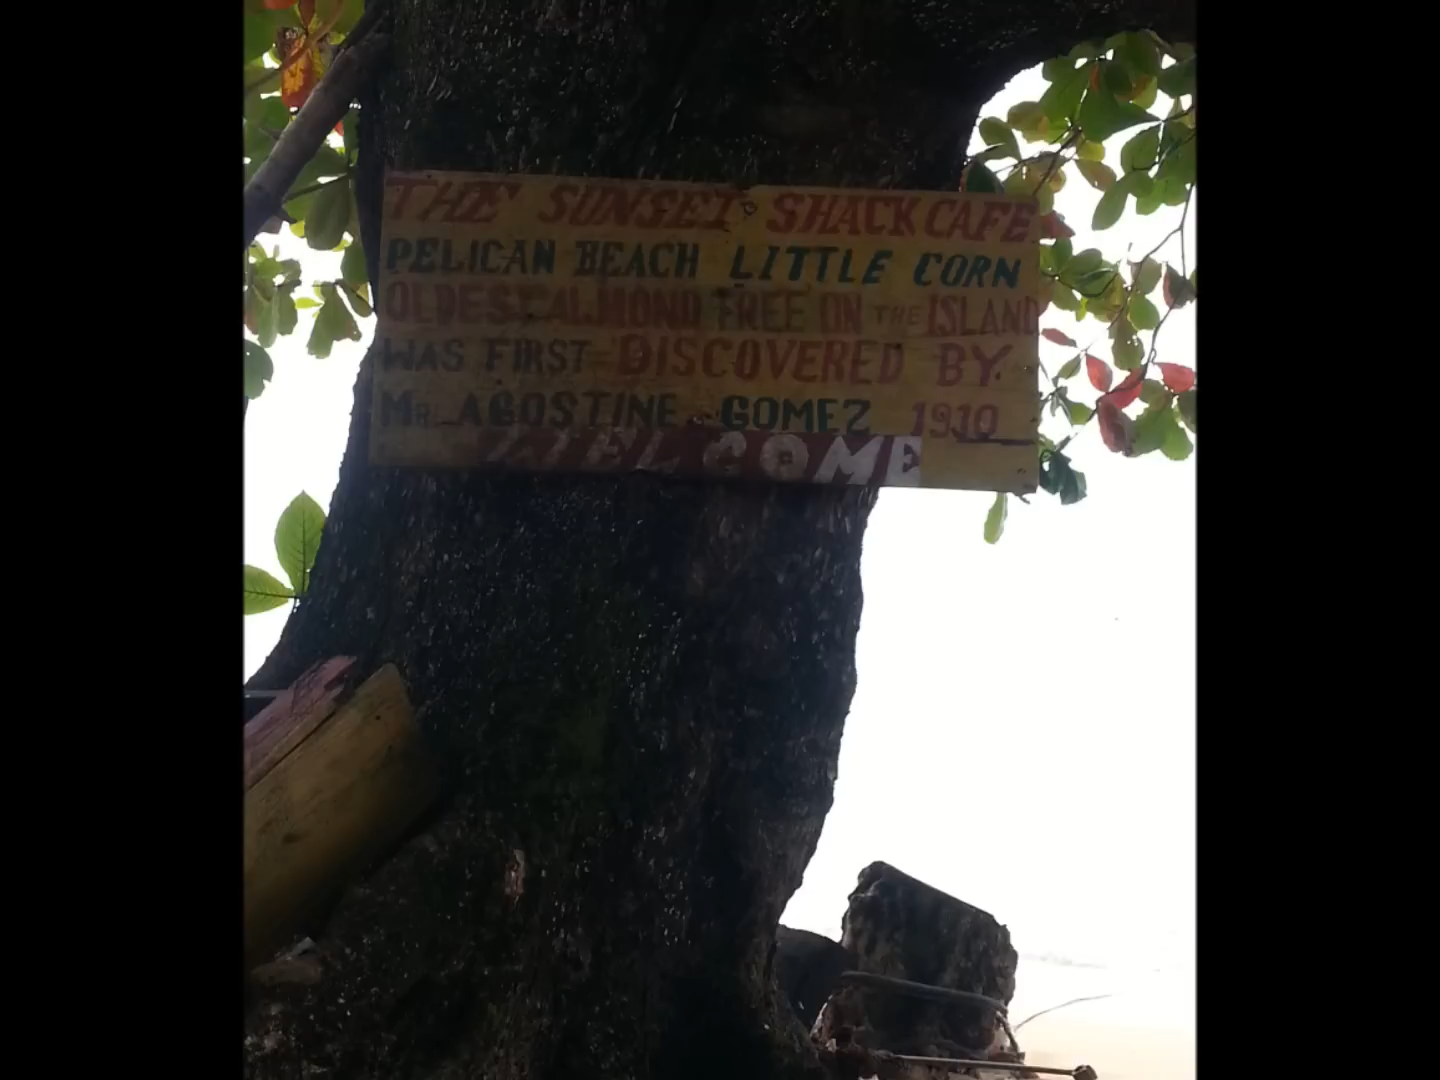 THE SUNSET SHACK CAFE
PELICAN BEACH LITTLE CORN
OLDEST ALMOND TREE ON THE ISLAND
WAS FIRST DISCOVERED BY.
MR. AGOSTINE GOMEZ 1910
WELCOME